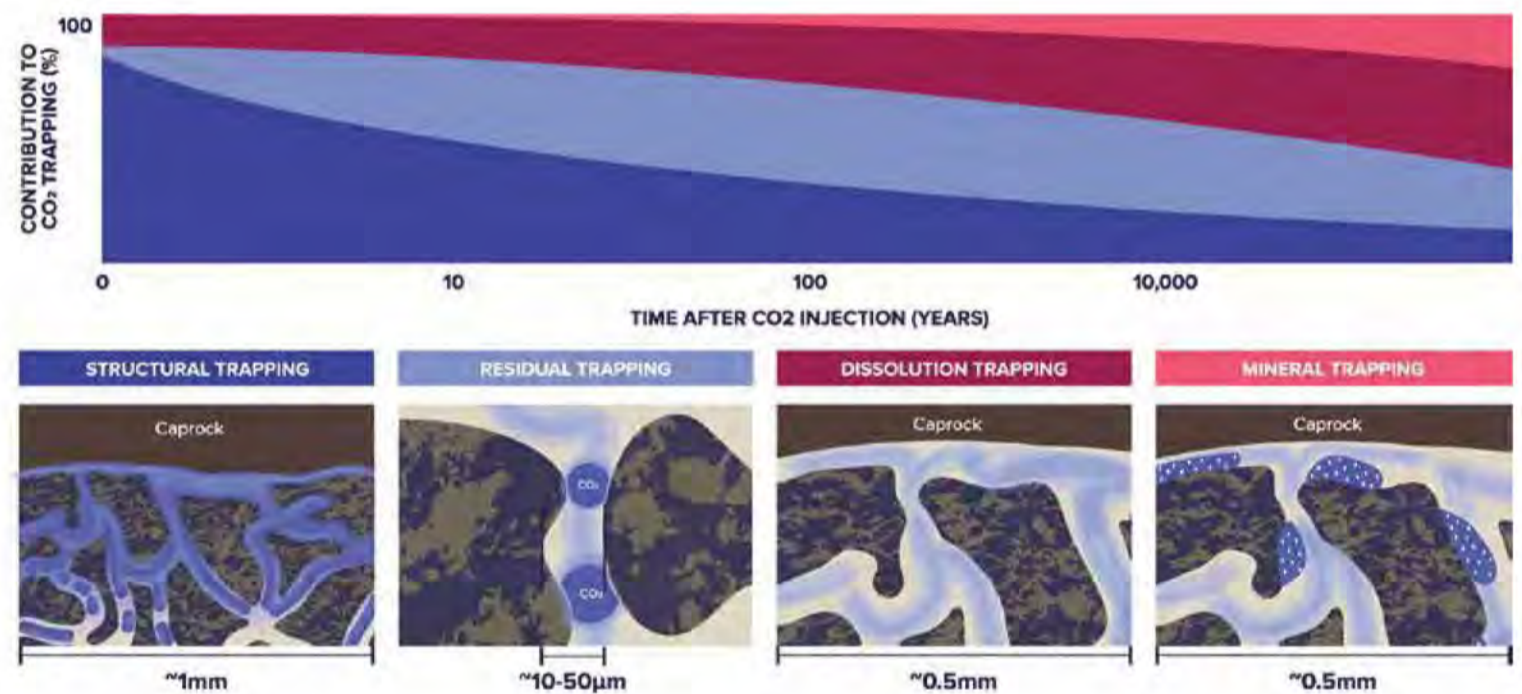 100
CONTRIBUTION TO
CO₂ TRAPPING (%)
0 10 100 10,000
TIME AFTER CO2 INJECTION (YEARS)
STRUCTURAL TRAPPING RESIDUAL TRAPPING DISSOLUTION TRAPPING MINERAL TRAPPING
Caprock Caprock Caprock
CO₂
CO₂
~1mm ~10-50µm ~0.5mm ~0.5mm